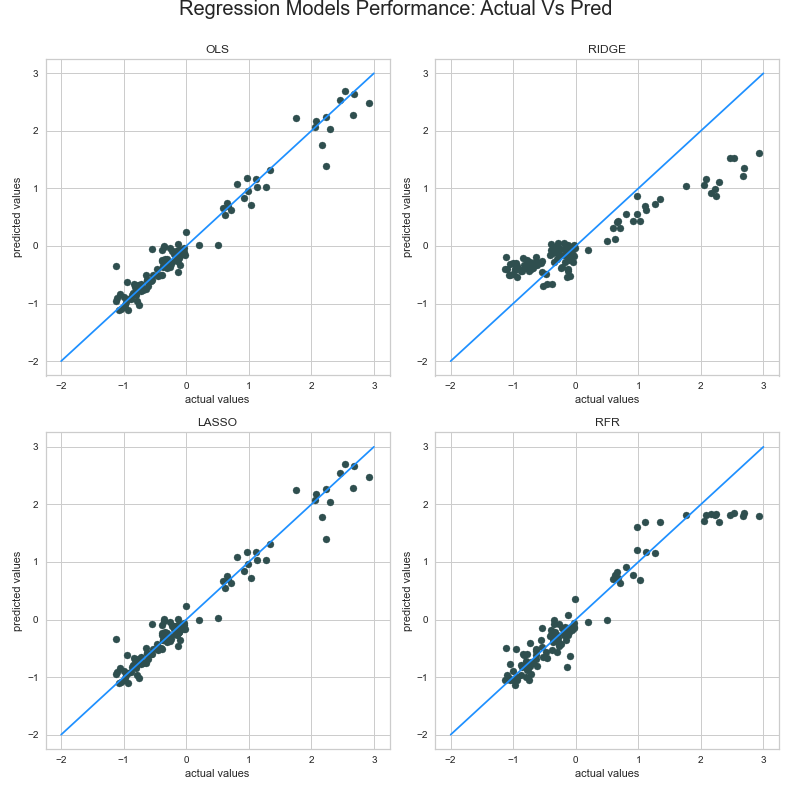 Regression Models Performance: Actual Vs Pred
OLS
3
2
1
0
−1
−2
predicted values
−2 −1 0 1 2 3
actual values
RIDGE
3
2
1
0
−1
−2
predicted values
−2 −1 0 1 2 3
actual values
LASSO
3
2
1
0
−1
−2
predicted values
−2 −1 0 1 2 3
actual values
RFR
3
2
1
0
−1
−2
predicted values
−2 −1 0 1 2 3
actual values